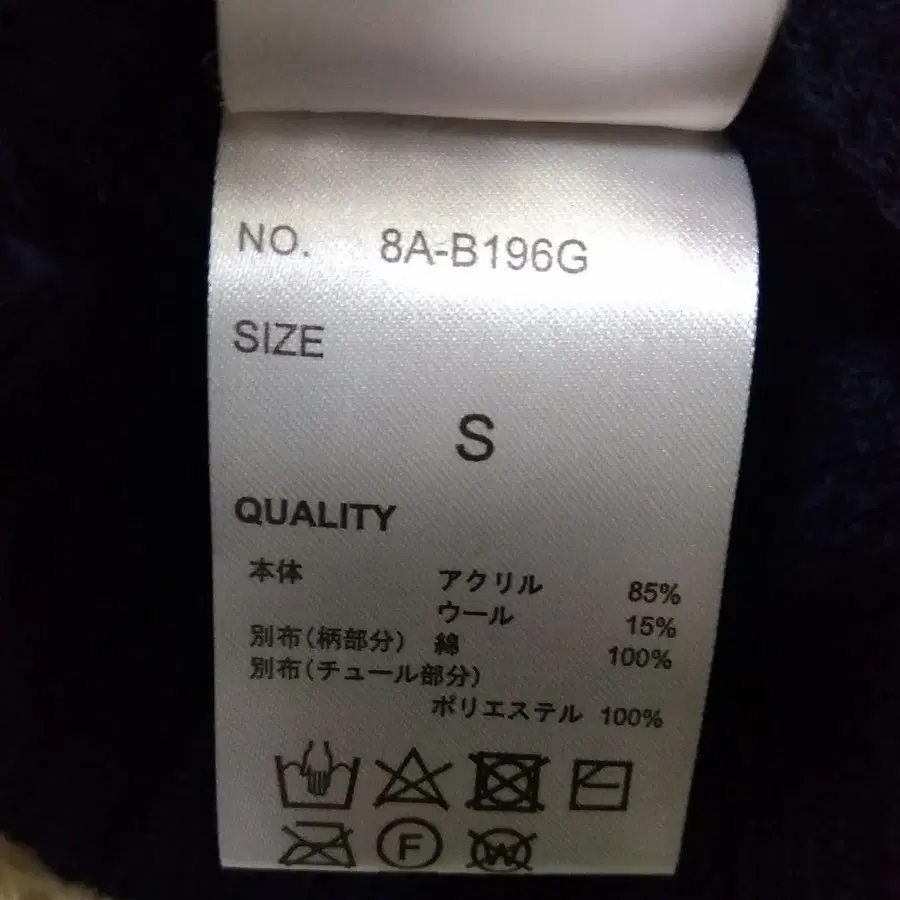 NO. 8A-B196G
SIZE
S
QUALITY
本体 アクリル 85%
ウール 15%
別布(柄部分) 綿 100%
別布(チュール部分)
ポリエステル 100%
F
W